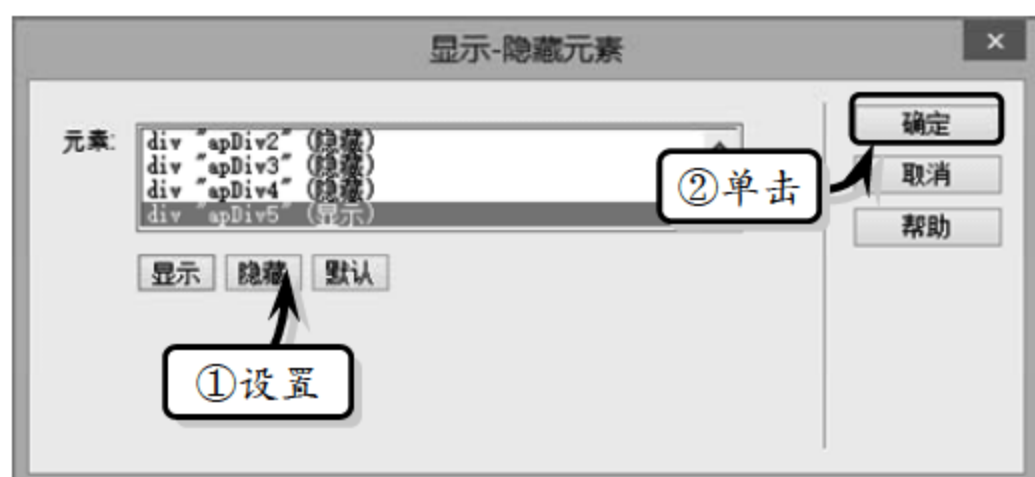 显示-隐藏元素
×
元素:
div "apDiv2" (隐藏)
div "apDiv3" (隐藏)
div "apDiv4" (隐藏)
div "apDiv5" (显示)
显示 隐藏 默认
①设置
②单击
确定
取消
帮助